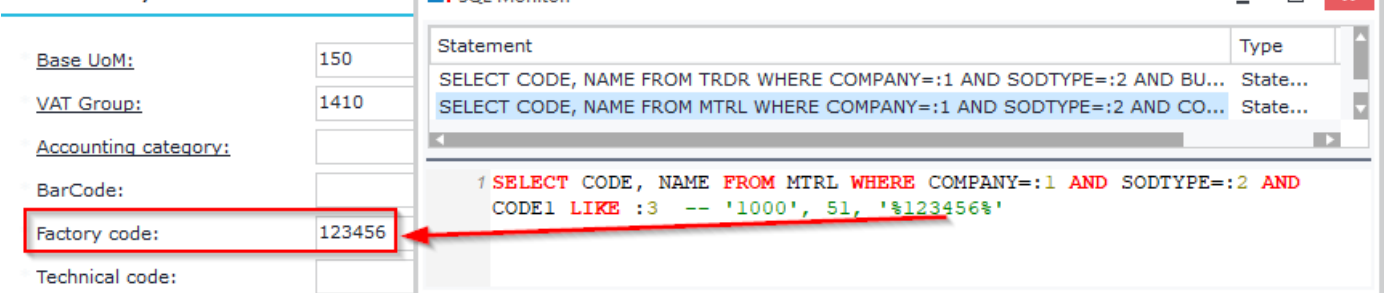 Base UoM: 150
VAT Group: 1410
Accounting category:
BarCode:
Factory code: 123456
Technical code:
SQL Monitor
Statement Type
SELECT CODE, NAME FROM TRDR WHERE COMPANY=:1 AND SODTYPE=:2 AND BU... State...
SELECT CODE, NAME FROM MTRL WHERE COMPANY=:1 AND SODTYPE=:2 AND CO... State...
1 SELECT CODE, NAME FROM MTRL WHERE COMPANY=:1 AND SODTYPE=:2 AND
CODE1 LIKE :3 -- '1000', 51, '%123456%'